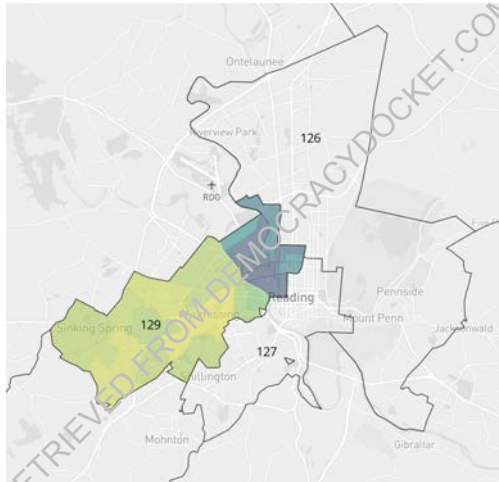 Ontelaunee
126
Riverview Park
RDG
Reading
Pennside
129
Sinking Spring
Mount Penn
Jacksonwald
127
Shillington
Mohnton
Gibraltar
RETRIEVED FROM DEMOCRACYDOCKET.COM